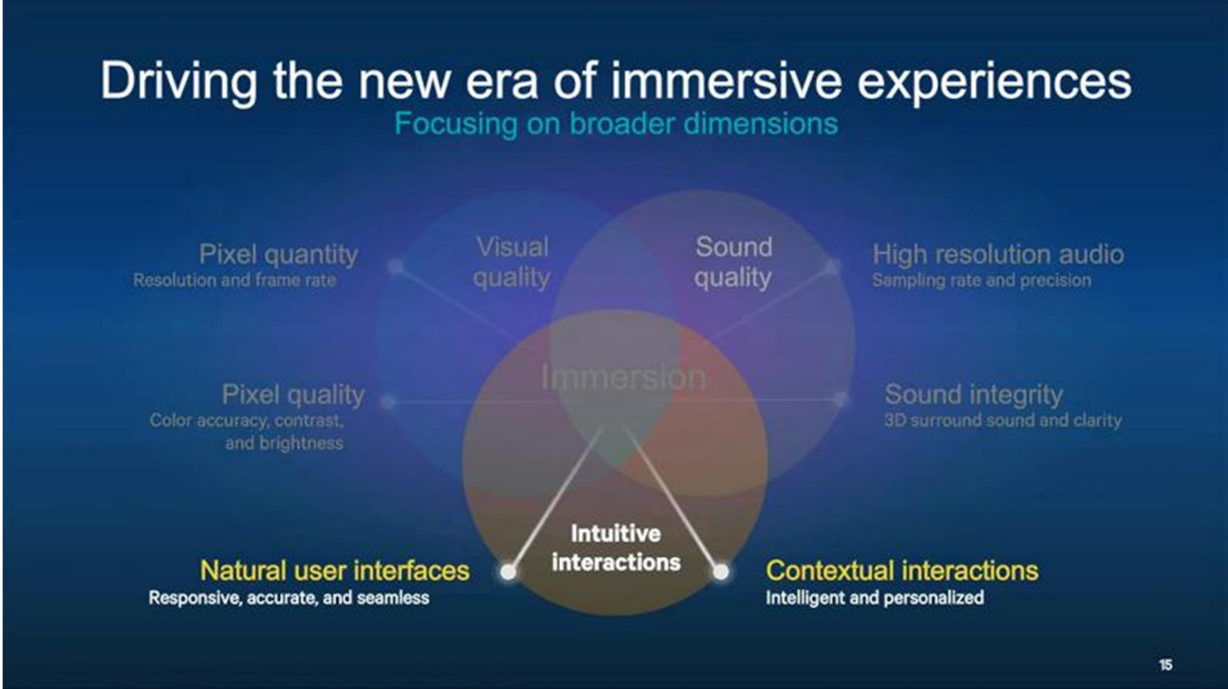 Driving the new era of immersive experiences
Focusing on broader dimensions
Pixel quantity
Resolution and frame rate
Visual
quality
Sound
quality
High resolution audio
Sampling rate and precision
Immersion
Pixel quality
Color accuracy, contrast,
and brightness
Sound integrity
3D surround sound and clarity
Intuitive
interactions
Natural user interfaces
Responsive, accurate, and seamless
Contextual interactions
Intelligent and personalized
15